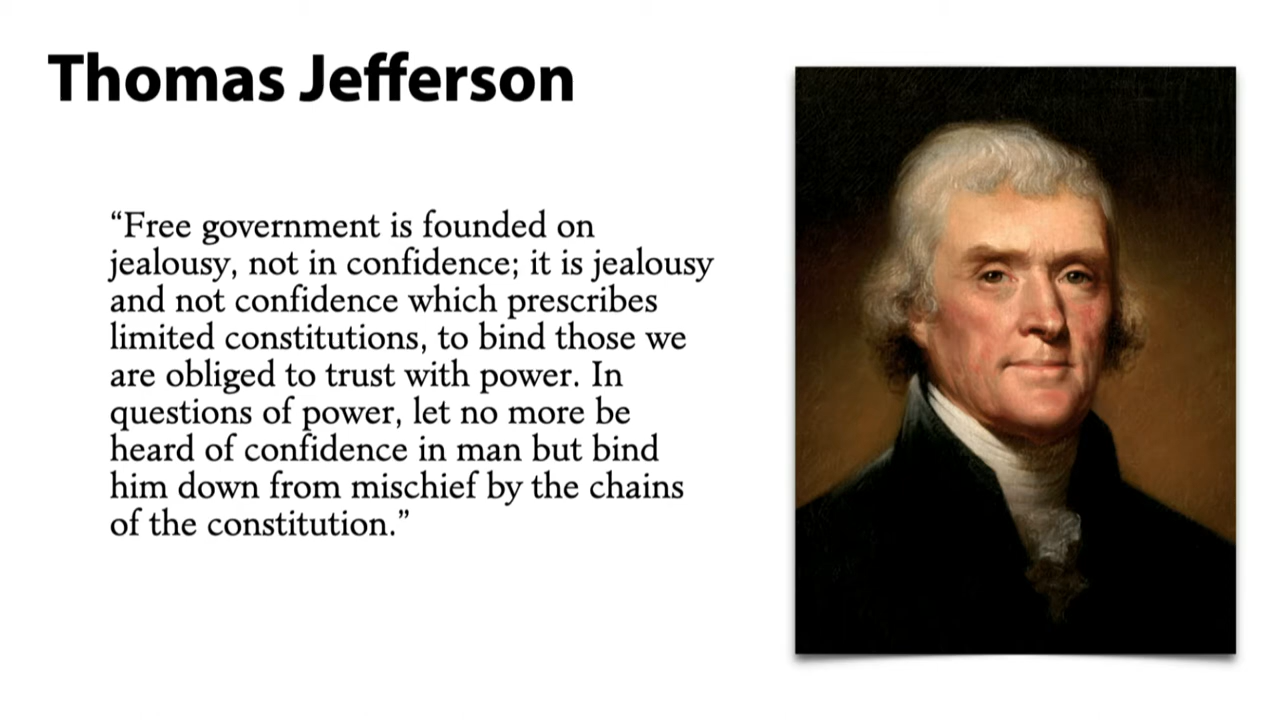 Thomas Jefferson
“Free government is founded on
jealousy, not in confidence; it is jealousy
and not confidence which prescribes
limited constitutions, to bind those we
are obliged to trust with power. In
questions of power, let no more be
heard of confidence in man but bind
him down from mischief by the chains
of the constitution.”